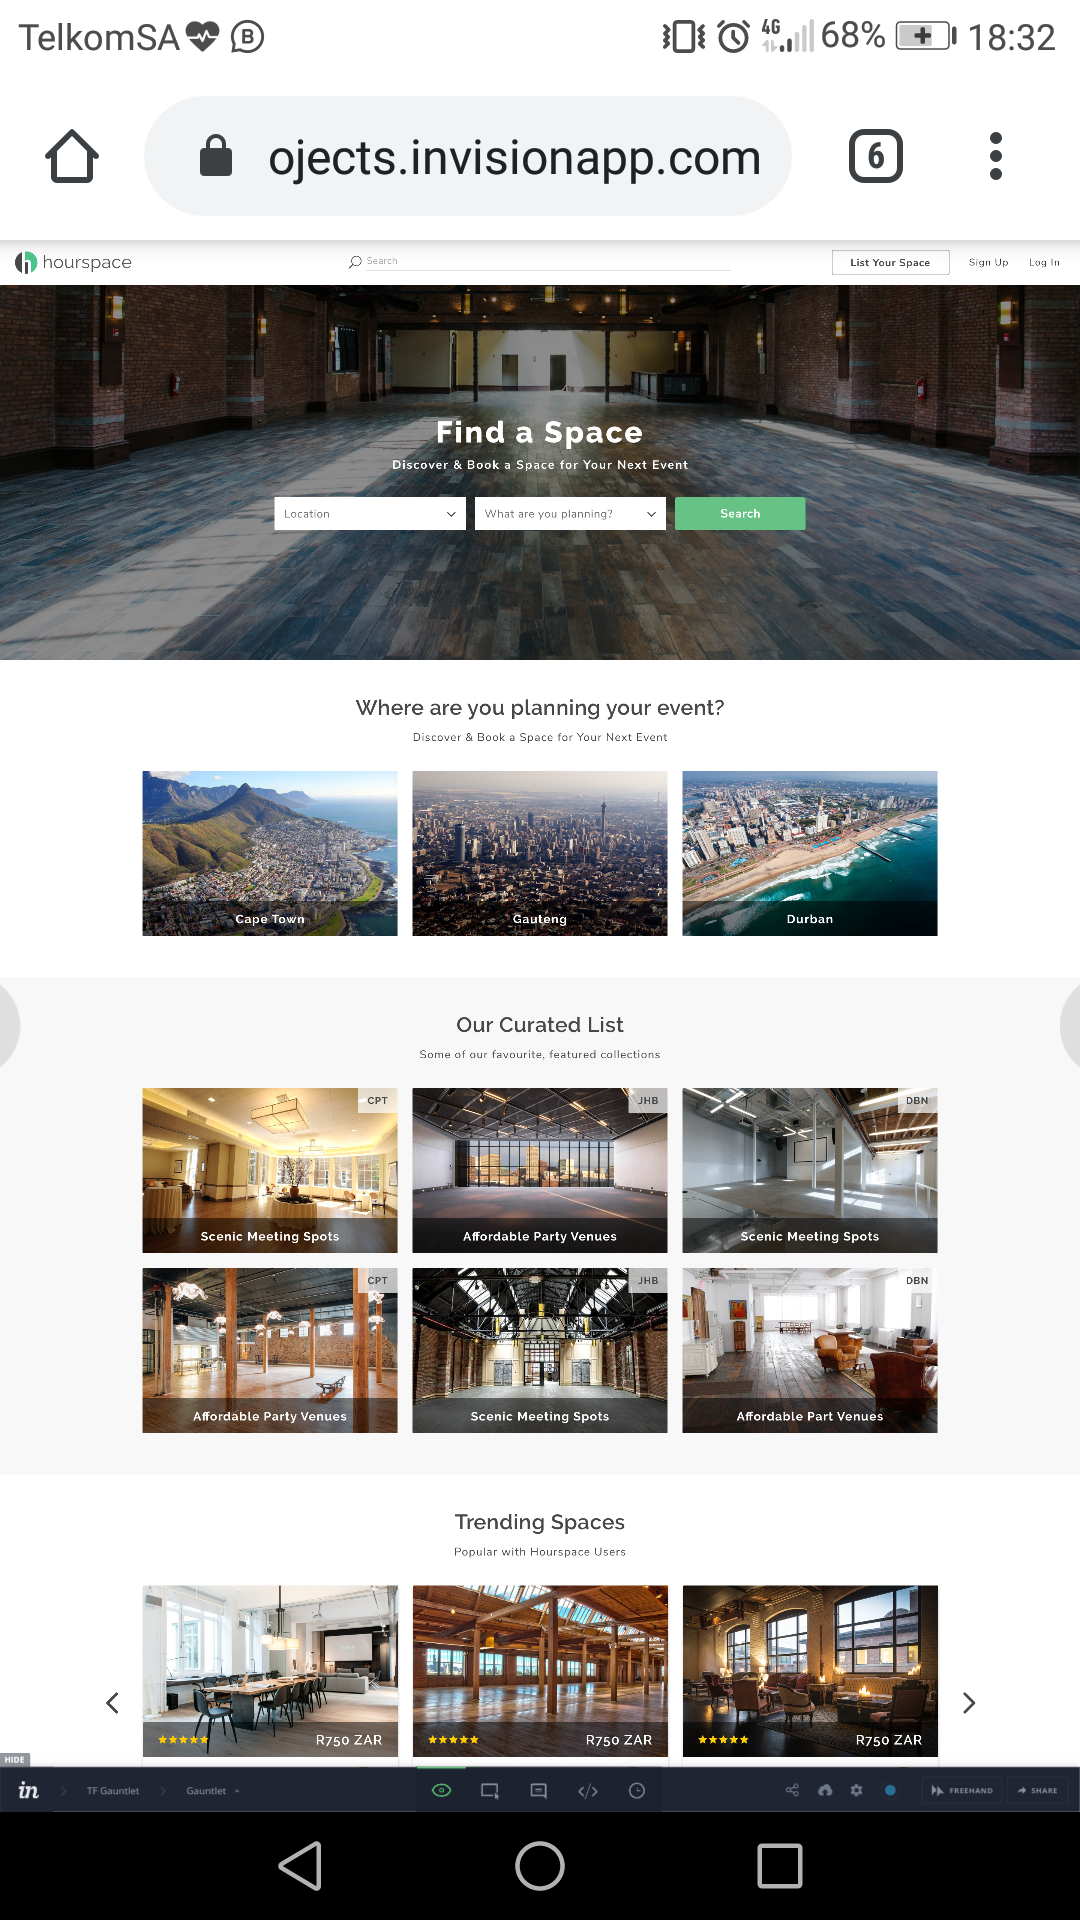 TelkomSA B 4G 68% 18:32
ojects.invisionapp.com 6
hourspace Search List Your Space Sign Up Log In
Find a Space
Discover & Book a Space for Your Next Event
Location What are you planning? Search
Where are you planning your event?
Discover & Book a Space for Your Next Event
Cape Town Gauteng Durban
Our Curated List
Some of our favourite, featured collections
CPT JHB DBN
Scenic Meeting Spots Affordable Party Venues Scenic Meeting Spots
CPT JHB DBN
Affordable Party Venues Scenic Meeting Spots Affordable Part Venues
Trending Spaces
Popular with Hourspace Users
R750 ZAR R750 ZAR R750 ZAR
HIDE
in TF Gauntlet Gauntlet FREEHAND SHARE